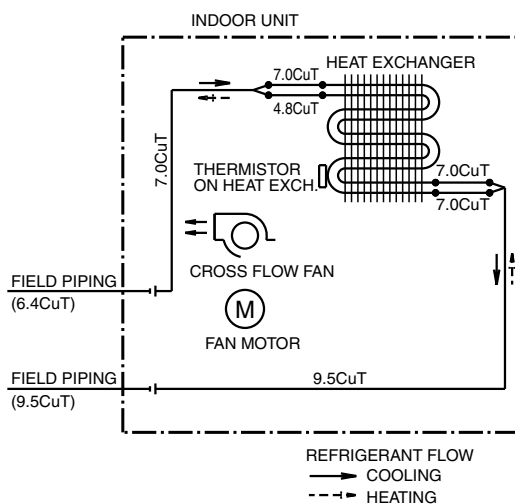 INDOOR UNIT
HEAT EXCHANGER
7.0CuT
4.8CuT
7.0CuT
THERMISTOR
ON HEAT EXCH.
7.0CuT
7.0CuT
CROSS FLOW FAN
FIELD PIPING
(6.4CuT)
M
FAN MOTOR
FIELD PIPING
(9.5CuT)
9.5CuT
REFRIGERANT FLOW
COOLING
HEATING